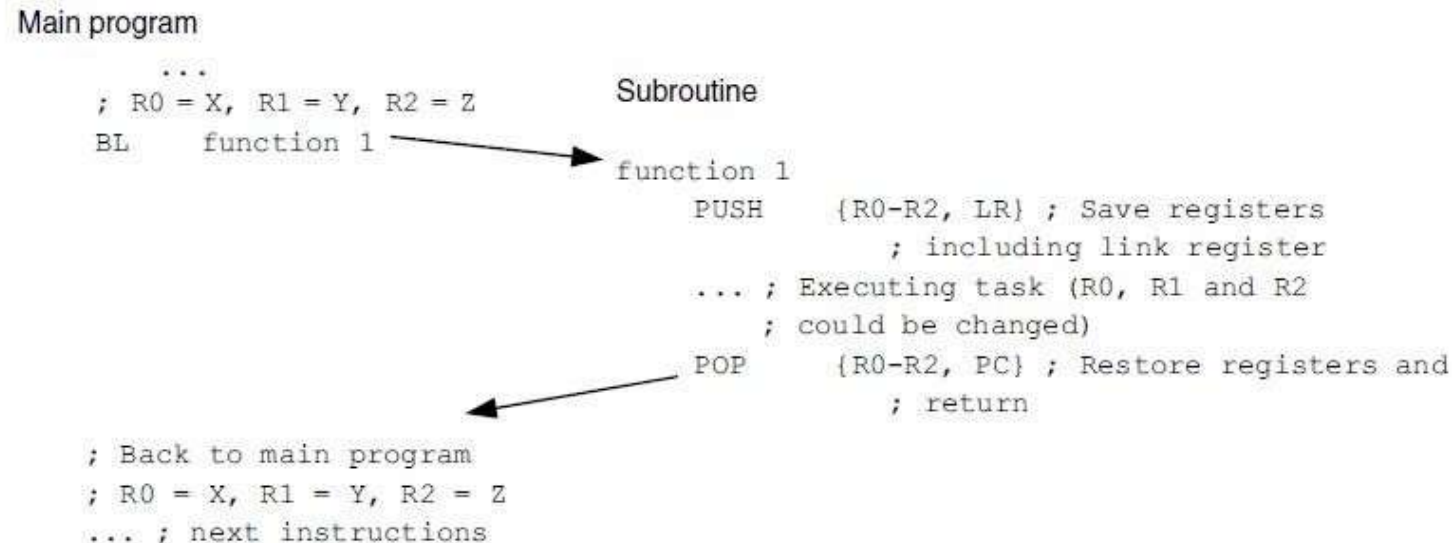 Main program
...
; R0 = X, R1 = Y, R2 = Z
BL function 1
Subroutine
function 1
PUSH {R0-R2, LR} ; Save registers
; including link register
... ; Executing task (R0, R1 and R2
; could be changed)
POP {R0-R2, PC} ; Restore registers and
; return
; Back to main program
; R0 = X, R1 = Y, R2 = Z
... ; next instructions